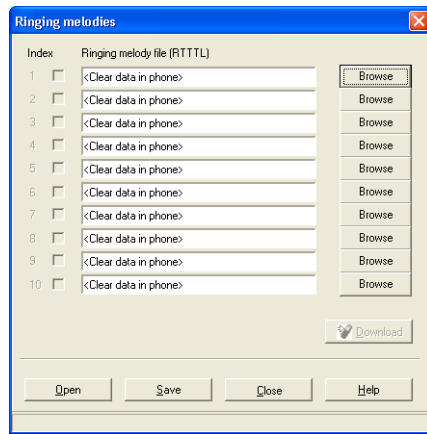 Ringing melodies
Index Ringing melody file (RTTTL)
1 <Clear data in phone> Browse
2 <Clear data in phone> Browse
3 <Clear data in phone> Browse
4 <Clear data in phone> Browse
5 <Clear data in phone> Browse
6 <Clear data in phone> Browse
7 <Clear data in phone> Browse
8 <Clear data in phone> Browse
9 <Clear data in phone> Browse
10 <Clear data in phone> Browse
Download
Open Save Close Help